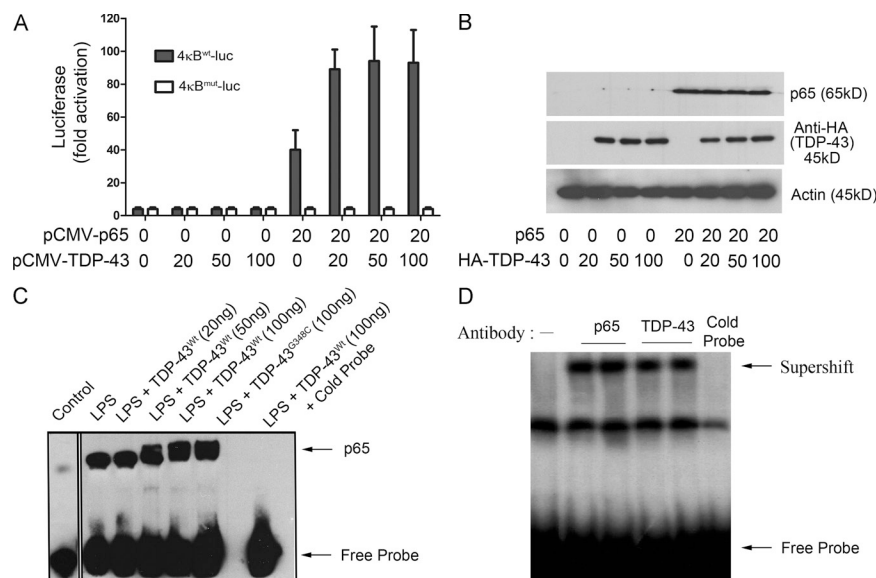 A
Luciferase
(fold activation)
120
100
80
60
40
20
0
4κBwt-luc
4κBmut-luc
pCMV-p65 0 0 0 0 20 20 20 20
pCMV-TDP-43 0 20 50 100 0 20 50 100
B
p65 (65kD)
Anti-HA
(TDP-43)
45kD
Actin (45kD)
p65 0 0 0 0 20 20 20 20
HA-TDP-43 0 20 50 100 0 20 50 100
C
Control
LPS
LPS + TDP-43Wt (20ng)
LPS + TDP-43Wt (50ng)
LPS + TDP-43Wt (100ng)
LPS + TDP-43G348C (100ng)
LPS + TDP-43Wt (100ng)
+ Cold Probe
p65
Free Probe
D
Antibody : — p65 TDP-43 Cold
Probe
Supershift
Free Probe